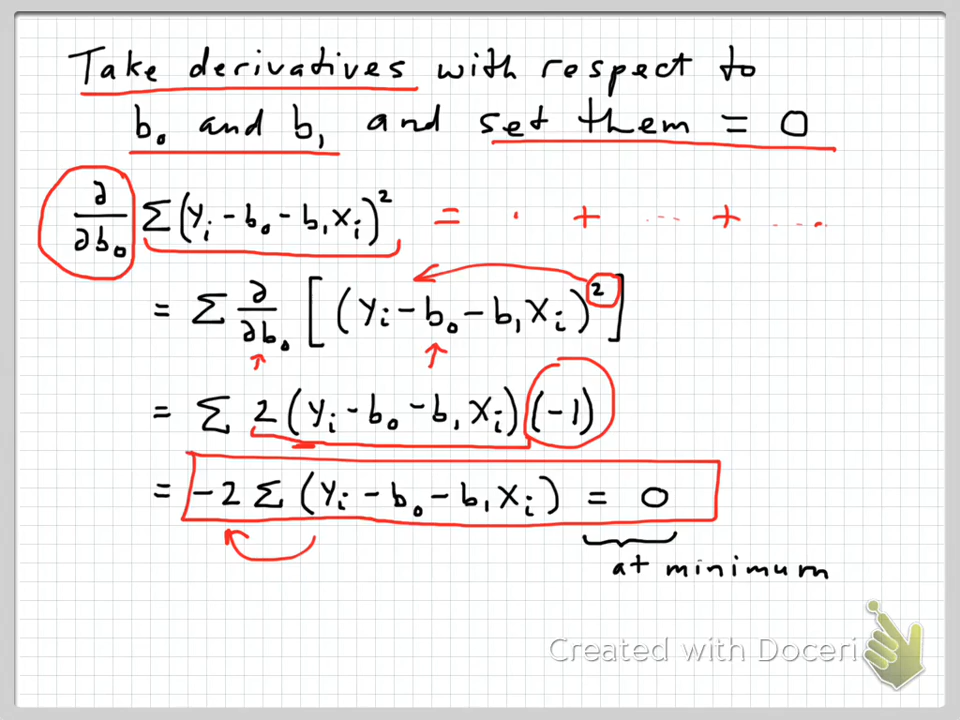 Take derivatives with respect to
b₀ and b₁ and set them = 0
∂/∂b₀ Σ(Yᵢ - b₀ - b₁Xᵢ)² = · + ... + ...
= Σ ∂/∂b₀ [(Yᵢ - b₀ - b₁Xᵢ)²]
= Σ 2(Yᵢ - b₀ - b₁Xᵢ)(-1)
= -2 Σ (Yᵢ - b₀ - b₁Xᵢ) = 0
at minimum
Created with Doceri